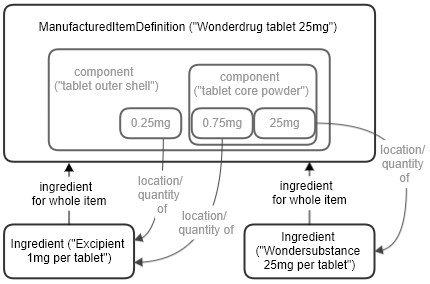 ManufacturedItemDefinition ("Wonderdrug tablet 25mg")
component
("tablet outer shell")
component
("tablet core powder")
0.25mg
0.75mg
25mg
ingredient
for whole item
location/
quantity
of
location/
quantity of
ingredient
for whole item
location/
quantity
of
Ingredient ("Excipient
1mg per tablet")
Ingredient
("Wondersubstance
25mg per tablet")